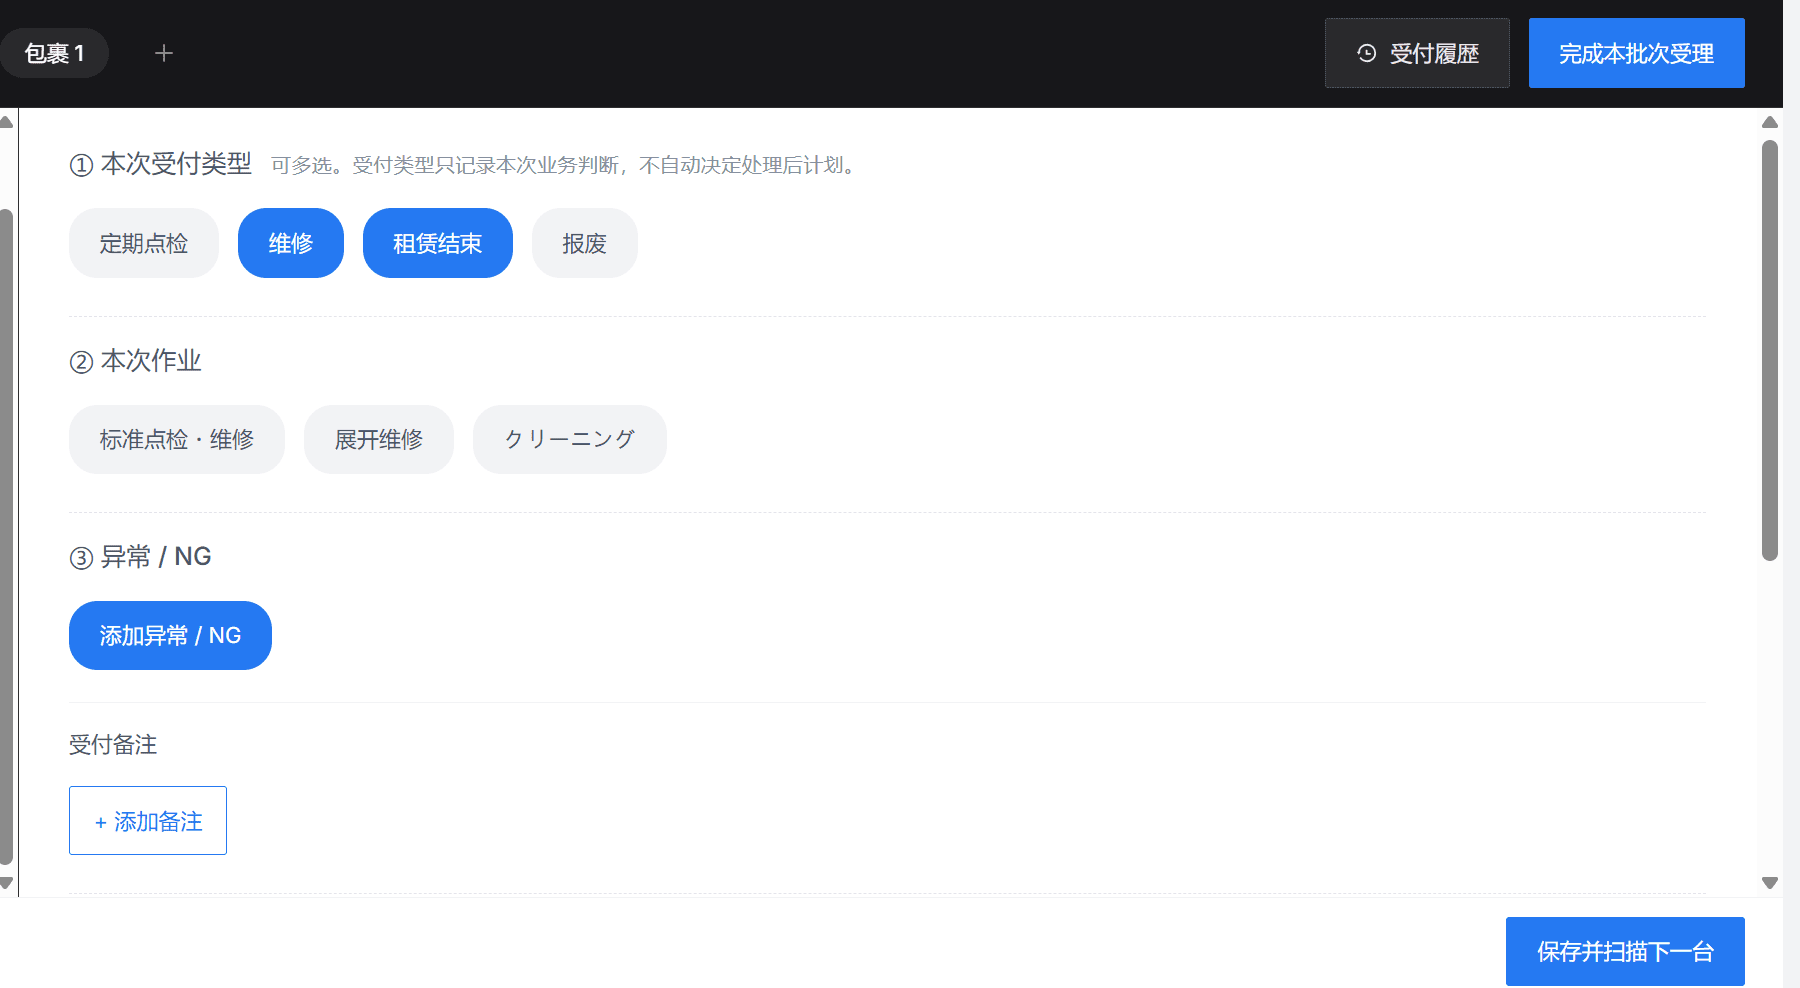 包裹 1
+
受付履歴
完成本批次受理
① 本次受付类型 可多选。受付类型只记录本次业务判断，不自动决定处理后计划。
定期点检
维修
租赁结束
报废
② 本次作业
标准点检・维修
展开维修
クリーニング
③ 异常 / NG
添加异常 / NG
受付备注
+ 添加备注
保存并扫描下一台